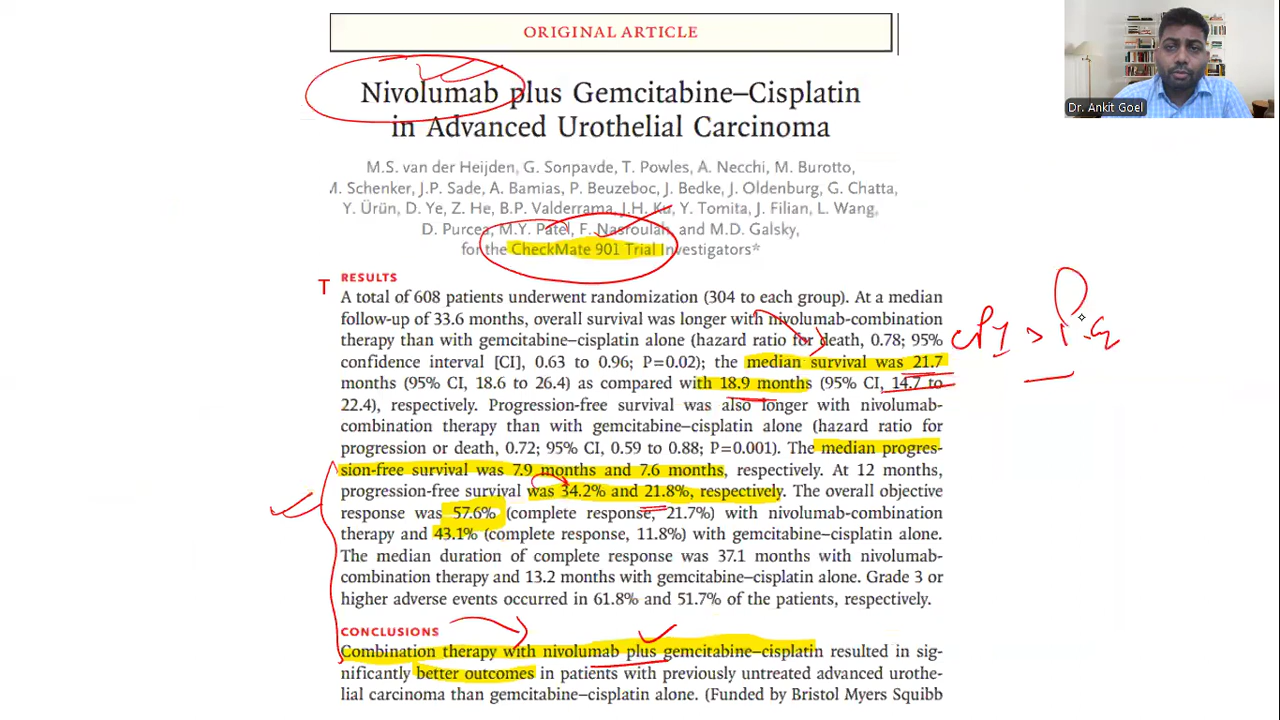 ORIGINAL ARTICLE
Nivolumab plus Gemcitabine–Cisplatin
in Advanced Urothelial Carcinoma
M.S. van der Heijden, G. Sonpavde, T. Powles, A. Necchi, M. Burotto,
M. Schenker, J.P. Sade, A. Bamias, P. Beuzeboc, J. Bedke, J. Oldenburg, G. Chatta,
Y. Ürün, D. Ye, Z. He, B.P. Valderrama, J.H. Ku, Y. Tomita, J. Filian, L. Wang,
D. Purcea, M.Y. Patel, F. Nasroulah, and M.D. Galsky,
for the CheckMate 901 Trial Investigators*
T RESULTS
A total of 608 patients underwent randomization (304 to each group). At a median
follow-up of 33.6 months, overall survival was longer with nivolumab-combination
therapy than with gemcitabine–cisplatin alone (hazard ratio for death, 0.78; 95%
confidence interval [CI], 0.63 to 0.96; P=0.02); the median survival was 21.7
months (95% CI, 18.6 to 26.4) as compared with 18.9 months (95% CI, 14.7 to
22.4), respectively. Progression-free survival was also longer with nivolumab-
combination therapy than with gemcitabine–cisplatin alone (hazard ratio for
progression or death, 0.72; 95% CI, 0.59 to 0.88; P=0.001). The median progres-
sion-free survival was 7.9 months and 7.6 months, respectively. At 12 months,
progression-free survival was 34.2% and 21.8%, respectively. The overall objective
response was 57.6% (complete response, 21.7%) with nivolumab-combination
therapy and 43.1% (complete response, 11.8%) with gemcitabine–cisplatin alone.
The median duration of complete response was 37.1 months with nivolumab-
combination therapy and 13.2 months with gemcitabine–cisplatin alone. Grade 3 or
higher adverse events occurred in 61.8% and 51.7% of the patients, respectively.
CONCLUSIONS
Combination therapy with nivolumab plus gemcitabine–cisplatin resulted in sig-
nificantly better outcomes in patients with previously untreated advanced urothe-
lial carcinoma than gemcitabine–cisplatin alone. (Funded by Bristol Myers Squibb
Dr. Ankit Goel